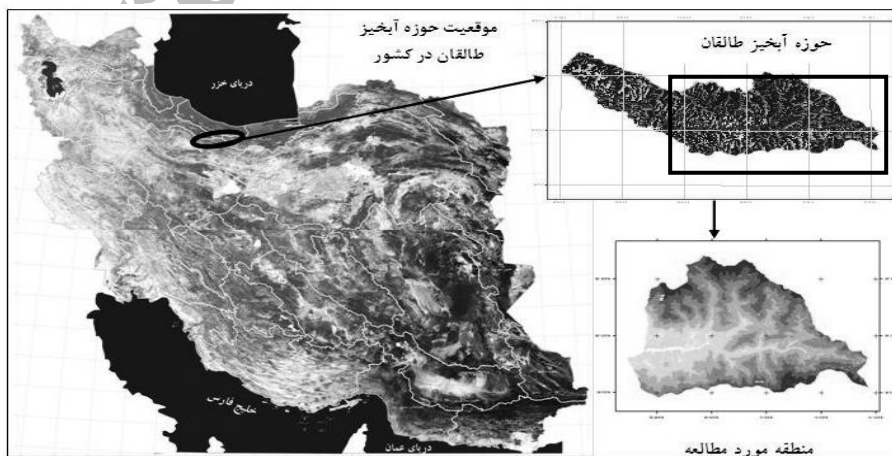 موقعیت حوزه آبخیز
طالقان در کشور
حوزه آبخیز طالقان
دریای خزر
خلیج فارس
دریای عمان
منطقه مورد مطالعه